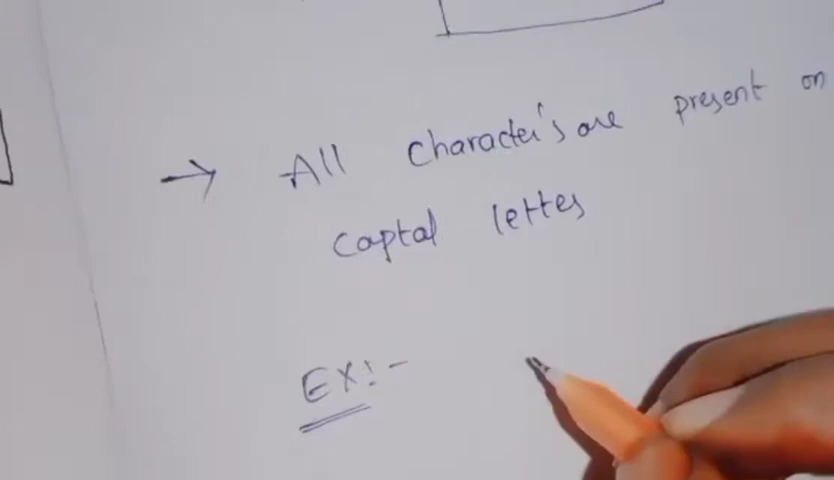 → All Character's are present on
captal lettes
EX:-